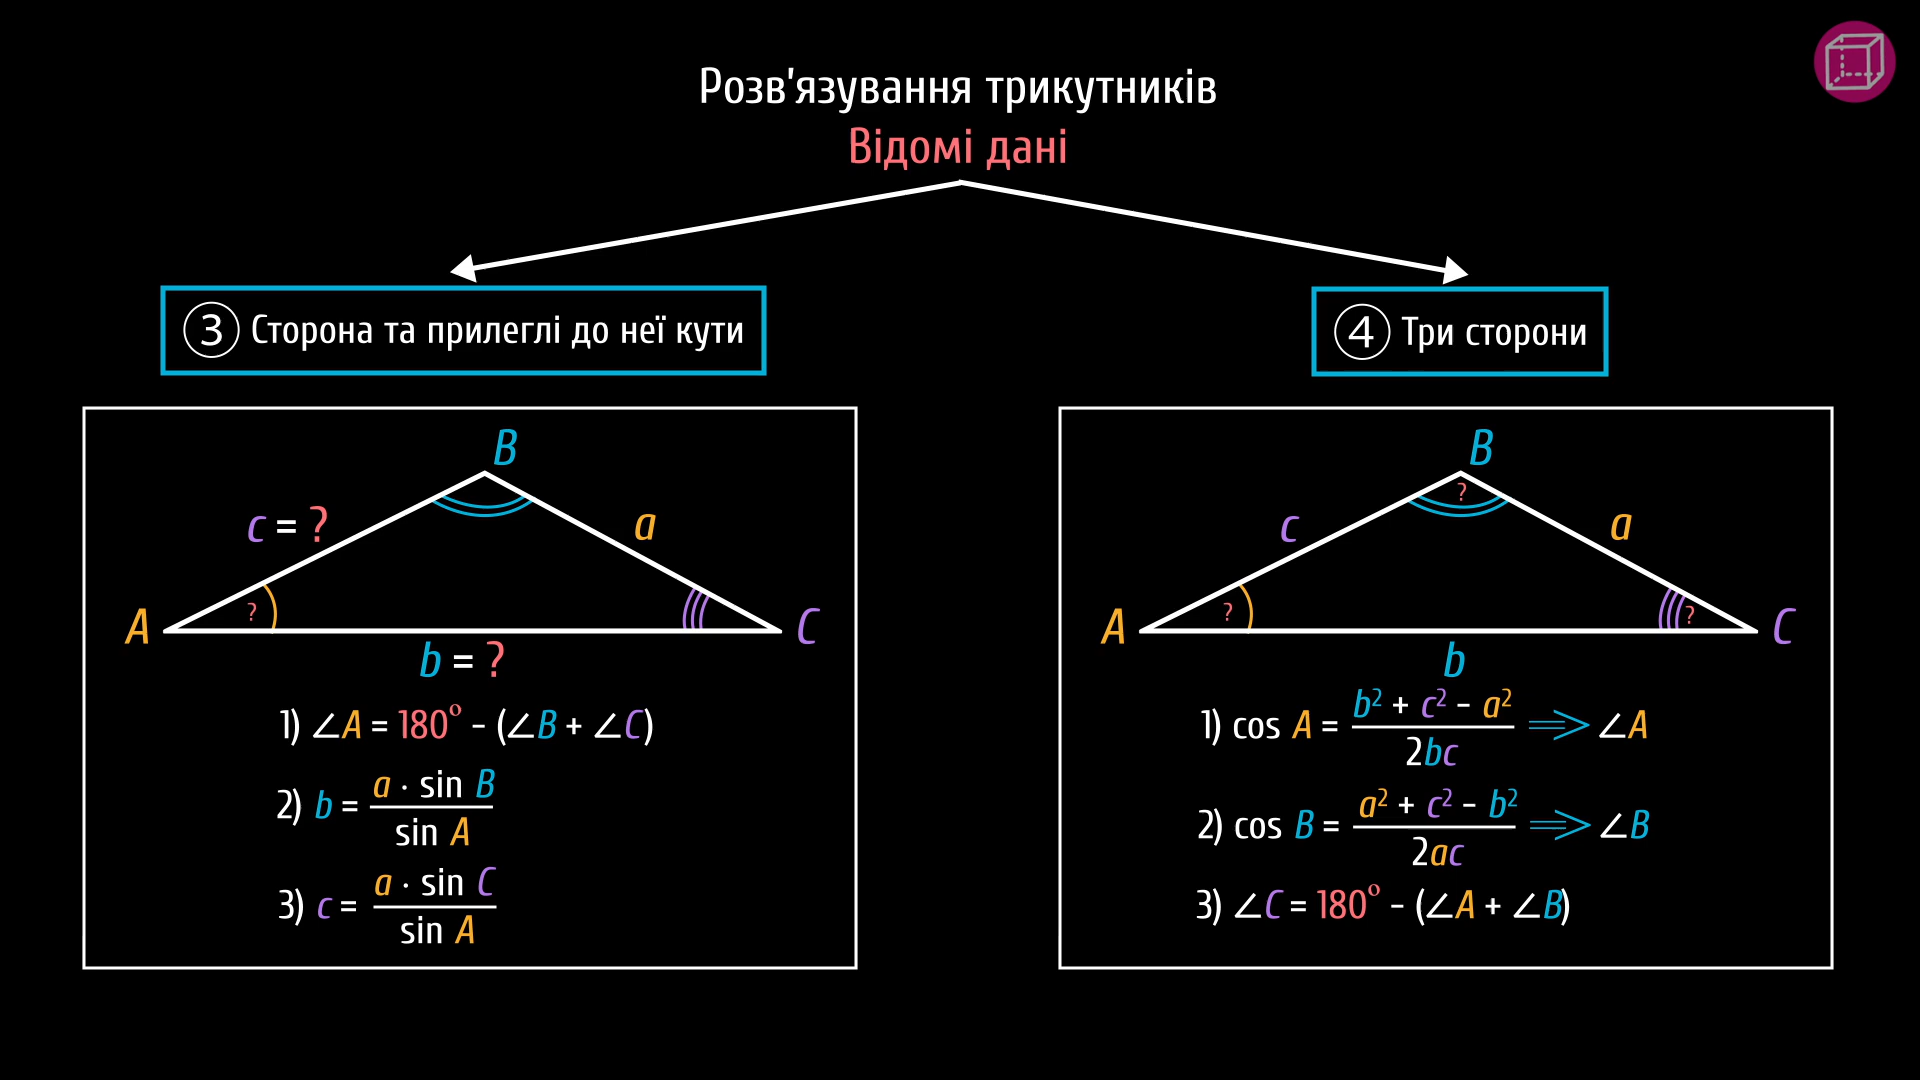 Розв'язування трикутників
Відомі дані
③ Сторона та прилеглі до неї кути
④ Три сторони
B
c = ?
a
?
A
C
b = ?
1) ∠A = 180° - (∠B + ∠C)
2) b = a · sin B / sin A
3) c = a · sin C / sin A
B
?
c
a
?
?
A
C
b
1) cos A = b² + c² - a² / 2bc ⟹ ∠A
2) cos B = a² + c² - b² / 2ac ⟹ ∠B
3) ∠C = 180° - (∠A + ∠B)